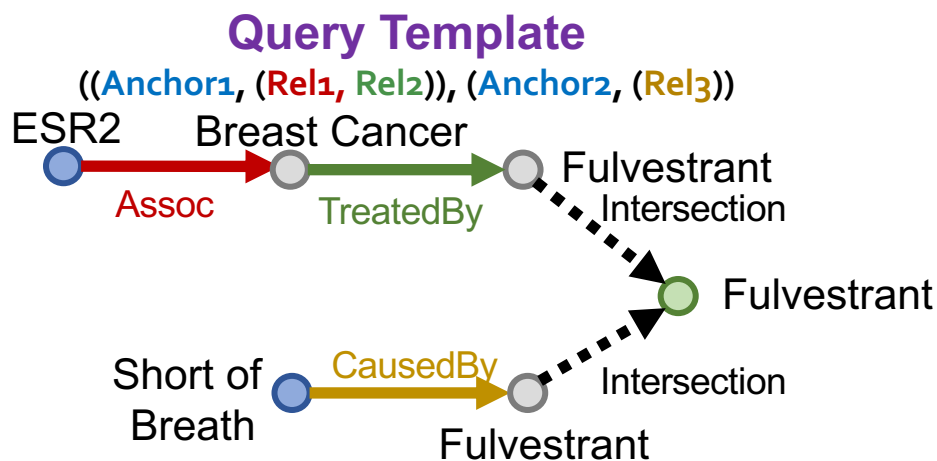 Query Template
((Anchor1, (Rel1, Rel2)), (Anchor2, (Rel3))
ESR2
Breast Cancer
Fulvestrant
Assoc
TreatedBy
Intersection
Fulvestrant
Short of
Breath
CausedBy
Intersection
Fulvestrant